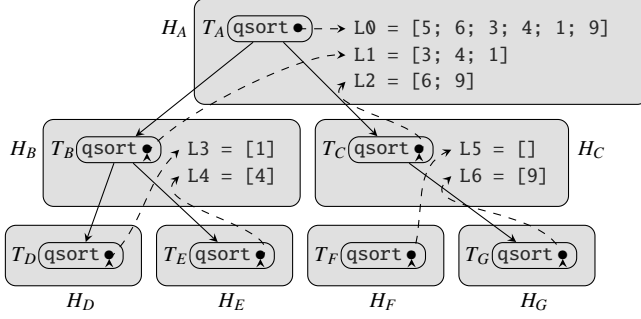 H_A T_A qsort L0 = [5; 6; 3; 4; 1; 9]
L1 = [3; 4; 1]
L2 = [6; 9]
H_B T_B qsort L3 = [1]
L4 = [4]
T_C qsort L5 = [] H_C
L6 = [9]
T_D qsort T_E qsort T_F qsort T_G qsort
H_D H_E H_F H_G